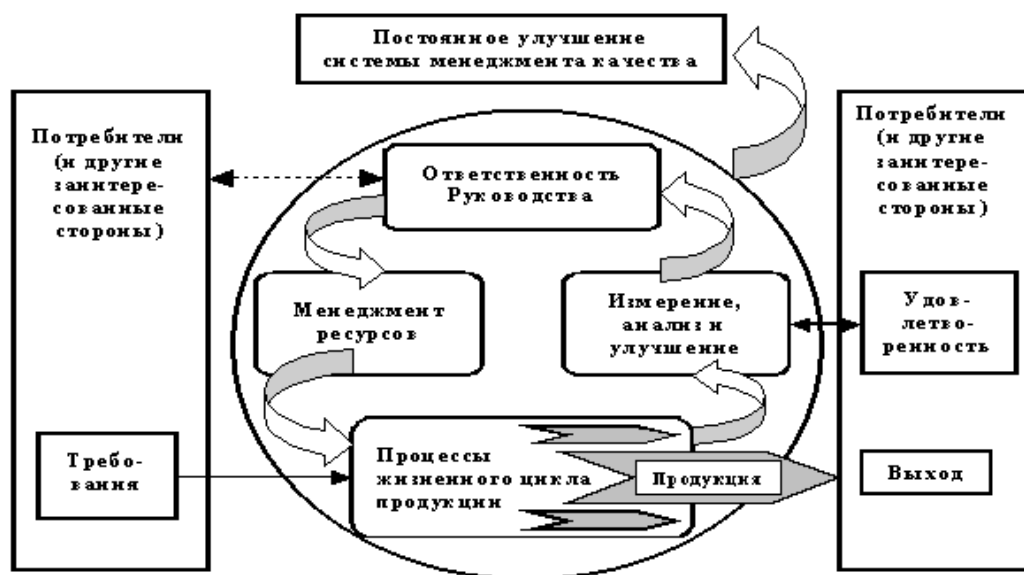 Постоянное улучшение
системы менеджмента качества
Потребители
(и другие
заинтере-
сованные
стороны)
Ответственность
Руководства
Потребители
(и другие
заинтере-
сованные
стороны)
Менеджмент
ресурсов
Измерение,
анализ и
улучшение
Удов-
летво-
ренность
Требо-
вания
Процессы
жизненного цикла
продукции
Продукция
Выход